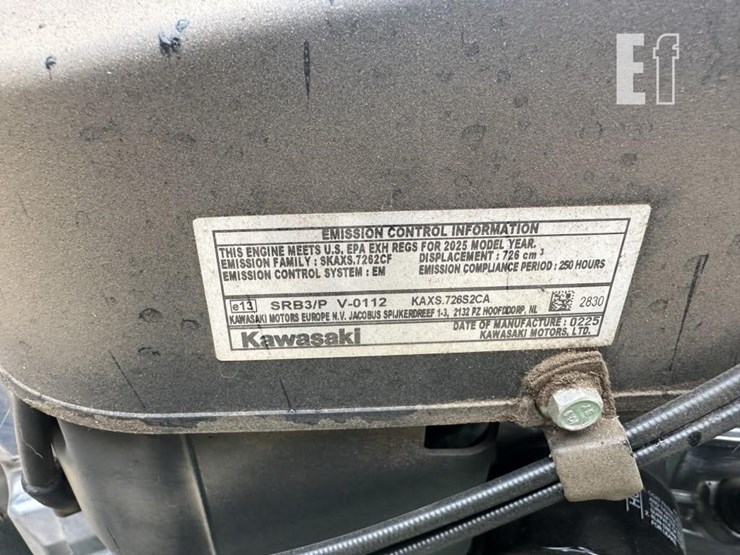 Ef
EMISSION CONTROL INFORMATION
THIS ENGINE MEETS U.S. EPA EXH REGS FOR 2025 MODEL YEAR.
EMISSION FAMILY : SKAXS.7262CF DISPLACEMENT : 726 cm³
EMISSION CONTROL SYSTEM : EM EMISSION COMPLIANCE PERIOD : 250 HOURS
e13 SRB3/P V-0112 KAXS.726S2CA 2830
KAWASAKI MOTORS EUROPE N.V. JACOBUS SPIJKERDREEF 1-3, 2132 PZ HOOFDDORP, NL
DATE OF MANUFACTURE : 0225
Kawasaki KAWASAKI MOTORS, LTD.